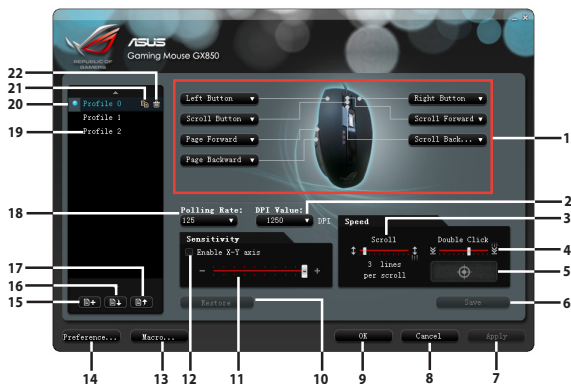 REPUBLIC OF
GAMERS
ASUS
Gaming Mouse GX850
22
21
20
19
Profile 0
Profile 1
Profile 2
Left Button
Scroll Button
Page Forward
Page Backward
Right Button
Scroll Forward
Scroll Back...
1
18
Polling Rate:
125
DPI Value:
1250
DPI
2
Sensitivity
Enable X-Y axis
- +
Speed
3
Scroll
3 lines
per scroll
Double Click
4
5
17
16
15
Restore
Save
6
Preference...
Macro...
OK
Cancel
Apply
14
13
12
11
10
9
8
7